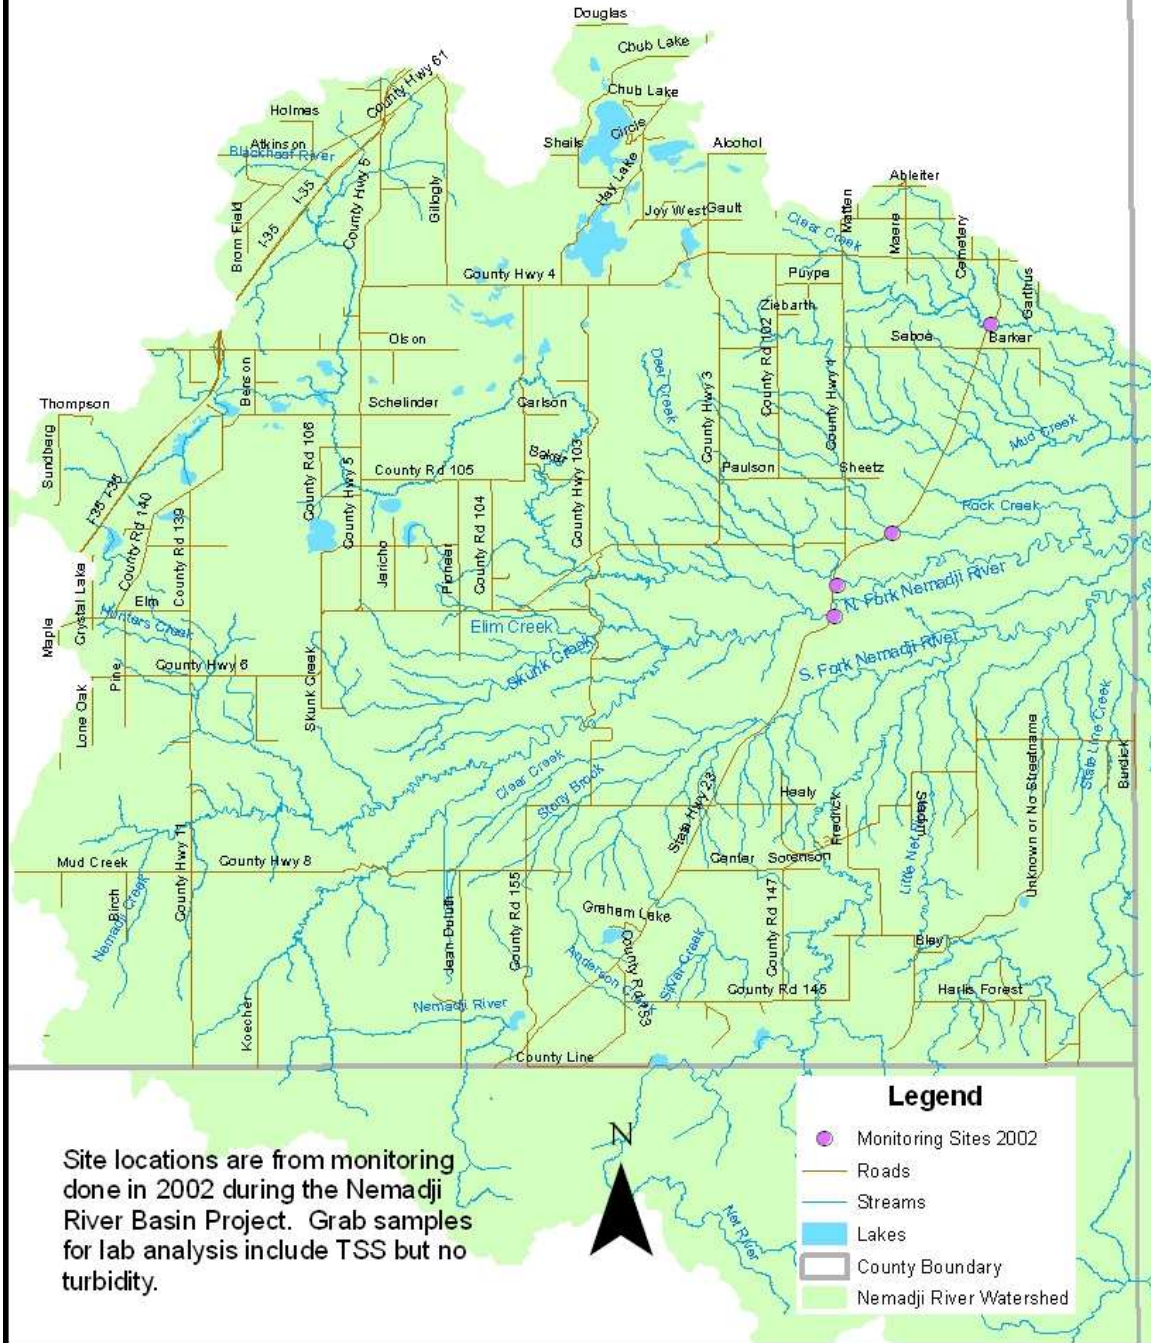 Douglas
Chub Lake
County Hwy 61
Chub Lake
Holmes
Circle
Atkinson
Shails
Alcohol
Blackhoof River
I-35
County Hwy 5
Gillogly
Hay Lake
Ableiter
Brom Field
I-35
Joy West
Gault
Matten
Maere
Cemetery
Clear Creek
County Hwy 4
Puype
Garthus
Ziebarth
Olson
County Rd 102
Saboe
Barker
Benson
Deer Creek
County Hwy 3
County Hwy 4
Thompson
Schelinder
Carlson
Sundberg
County Rd 106
County Hwy 5
Baker
County Hwy 103
Mud Creek
County Rd 105
Paulson
Sheetz
I-35
I-35
County Rd 140
County Rd 139
County Rd 104
Rock Creek
Crystal Lake
Jericho
Pioneer
Elm
N. Fork Nemadji River
Hunters Creek
Maple
Elim Creek
Skunk Creek
S. Fork Nemadji River
Pine
County Hwy 6
Skunk Creek
Lone Oak
State Line Creek
Burdick
Clear Creek
Stony Brook
Unknown or No Streetname
State Hwy 23
Healy
Fredrick
County Hwy 11
Little Net River
Mud Creek
County Hwy 8
Center
Sorenson
Birch
Nemadji Creek
County Rd 155
County Rd 147
Jean Duluth
Graham Lake
Blay
Anderson Creek
County Rd 153
Silver Creek
County Rd 145
Harlis Forest
Nemadji River
Koecher
County Line
Net River
N
Site locations are from monitoring
done in 2002 during the Nemadji
River Basin Project. Grab samples
for lab analysis include TSS but no
turbidity.
Legend
Monitoring Sites 2002
Roads
Streams
Lakes
County Boundary
Nemadji River Watershed